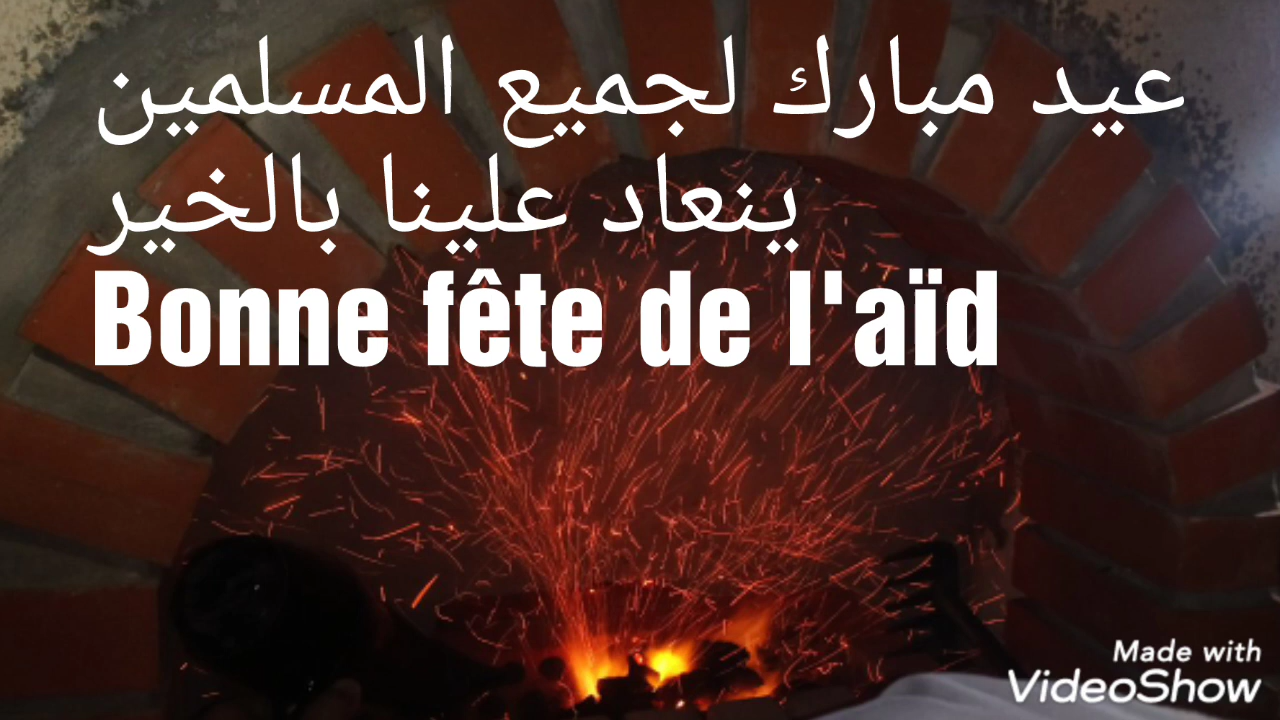 عيد مبارك لجميع المسلمين
ينعاد علينا بالخير
Bonne fête de l'aïd
Made with
VideoShow